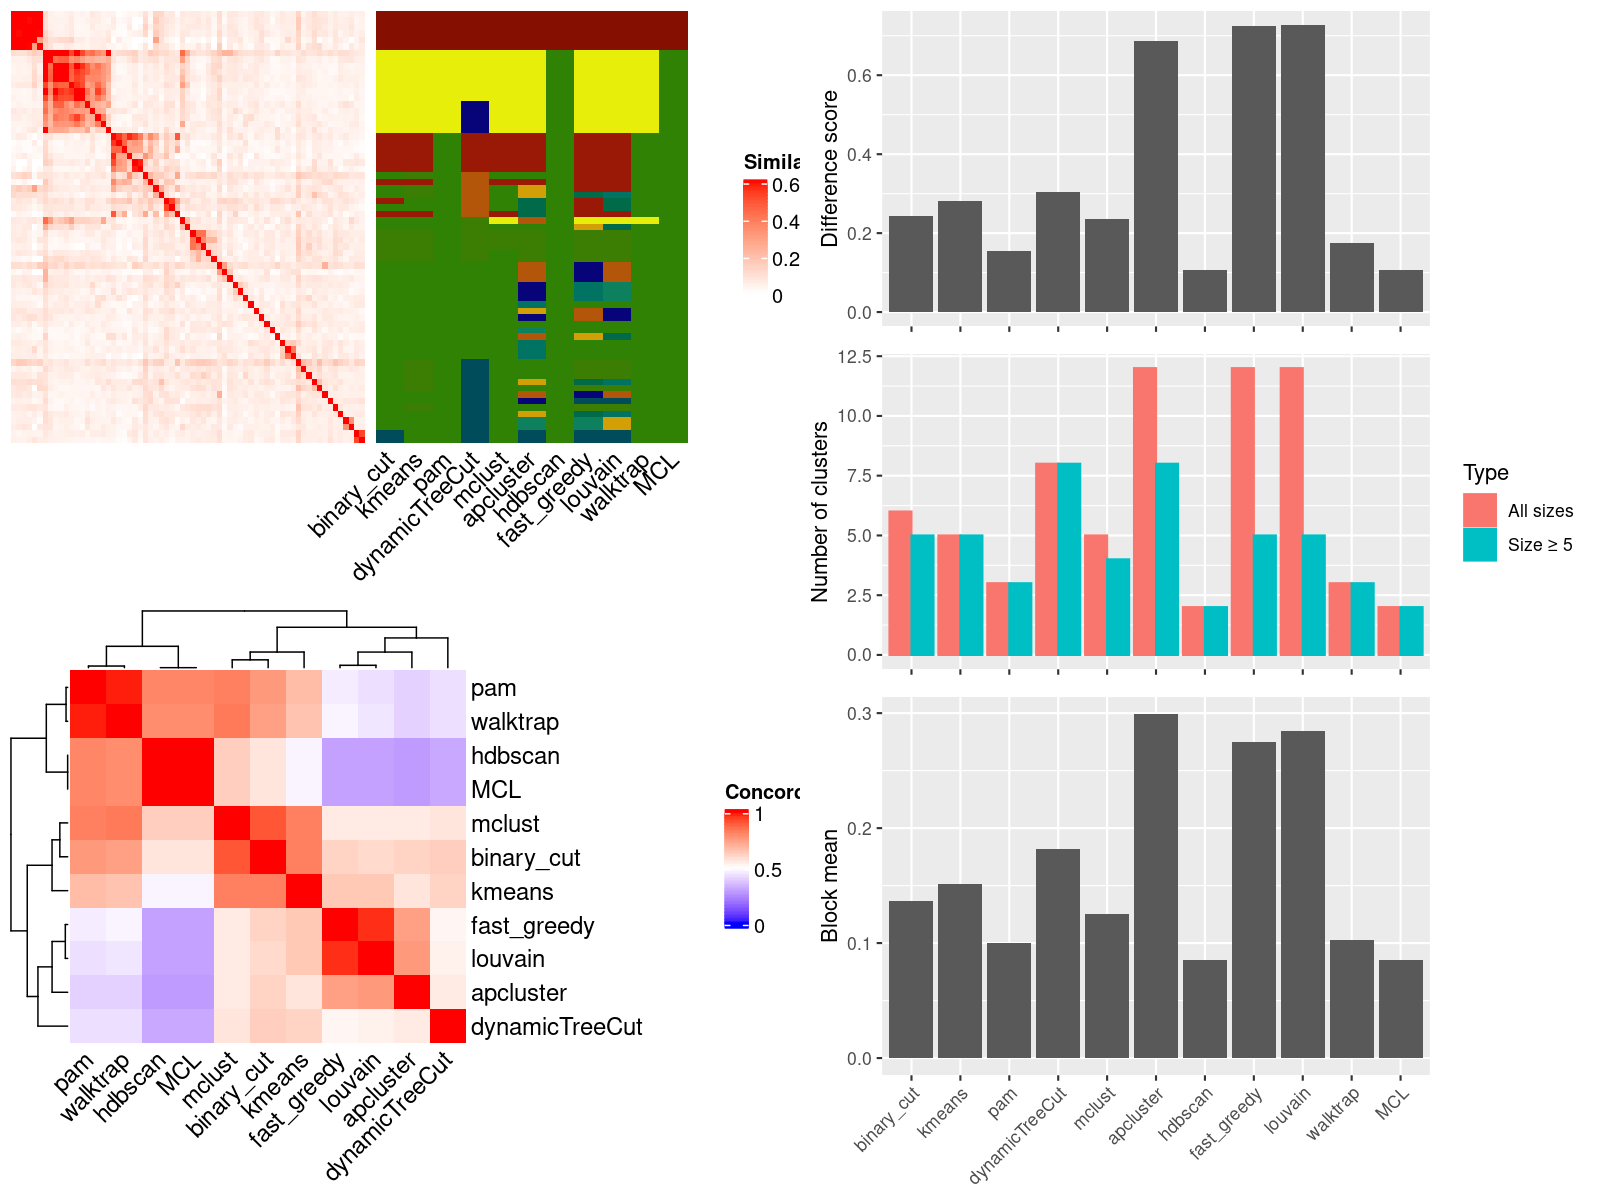 Simila
0.6
0.4
0.2
0
binary_cut
kmeans
pam
dynamicTreeCut
mclust
apcluster
hdbscan
fast_greedy
louvain
walktrap
MCL
pam
walktrap
hdbscan
MCL
mclust
binary_cut
kmeans
fast_greedy
louvain
apcluster
dynamicTreeCut
Concord
1
0.5
0
pam
walktrap
hdbscan
MCL
mclust
binary_cut
kmeans
fast_greedy
louvain
apcluster
dynamicTreeCut
Difference score
0.6
0.4
0.2
0.0
Number of clusters
12.5
10.0
7.5
5.0
2.5
0.0
Type
All sizes
Size ≥ 5
Block mean
0.3
0.2
0.1
0.0
binary_cut
kmeans
pam
dynamicTreeCut
mclust
apcluster
hdbscan
fast_greedy
louvain
walktrap
MCL